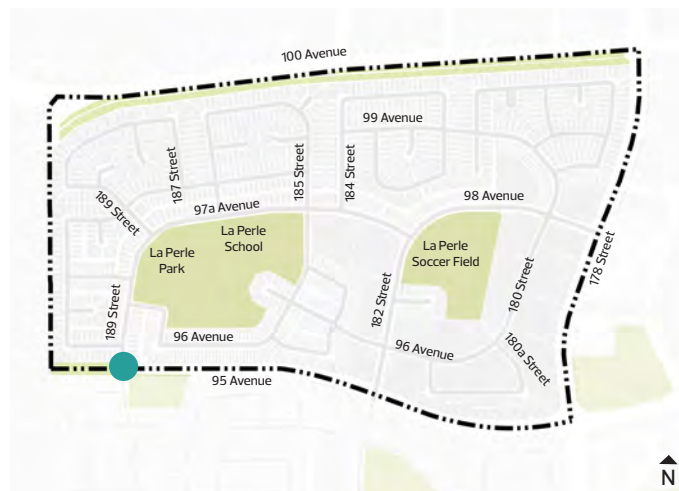 100 Avenue
99 Avenue
187 Street
185 Street
184 Street
189 Street
97a Avenue
98 Avenue
La Perle
School
La Perle
Park
La Perle
Soccer Field
178 Street
180 Street
182 Street
189 Street
96 Avenue
96 Avenue
180a Street
95 Avenue
N